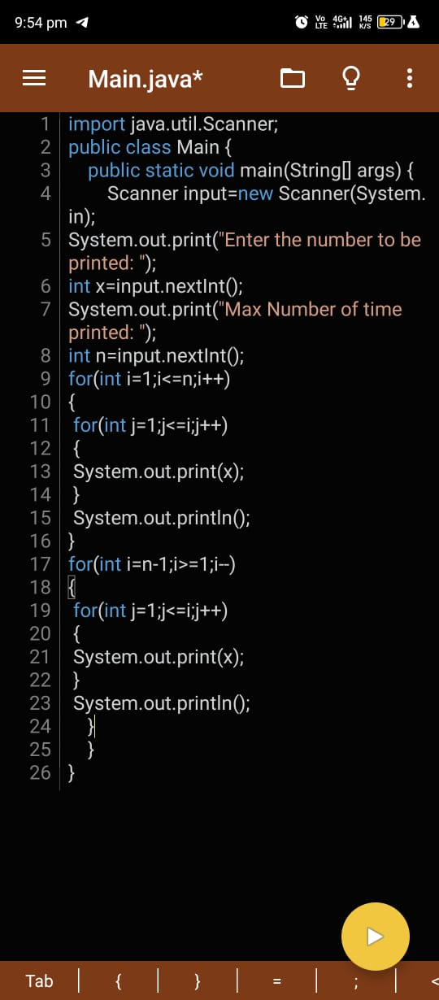 9:54 pm Vo LTE 4G+ 145 K/S 29
Main.java*
1 import java.util.Scanner;
2 public class Main {
3 public static void main(String[] args) {
4 Scanner input=new Scanner(System.
in);
5 System.out.print("Enter the number to be
printed: ");
6 int x=input.nextInt();
7 System.out.print("Max Number of time
printed: ");
8 int n=input.nextInt();
9 for(int i=1;i<=n;i++)
10 {
11 for(int j=1;j<=i;j++)
12 {
13 System.out.print(x);
14 }
15 System.out.println();
16 }
17 for(int i=n-1;i>=1;i--)
18 {
19 for(int j=1;j<=i;j++)
20 {
21 System.out.print(x);
22 }
23 System.out.println();
24 }
25 }
26 }
Tab { } = ; <